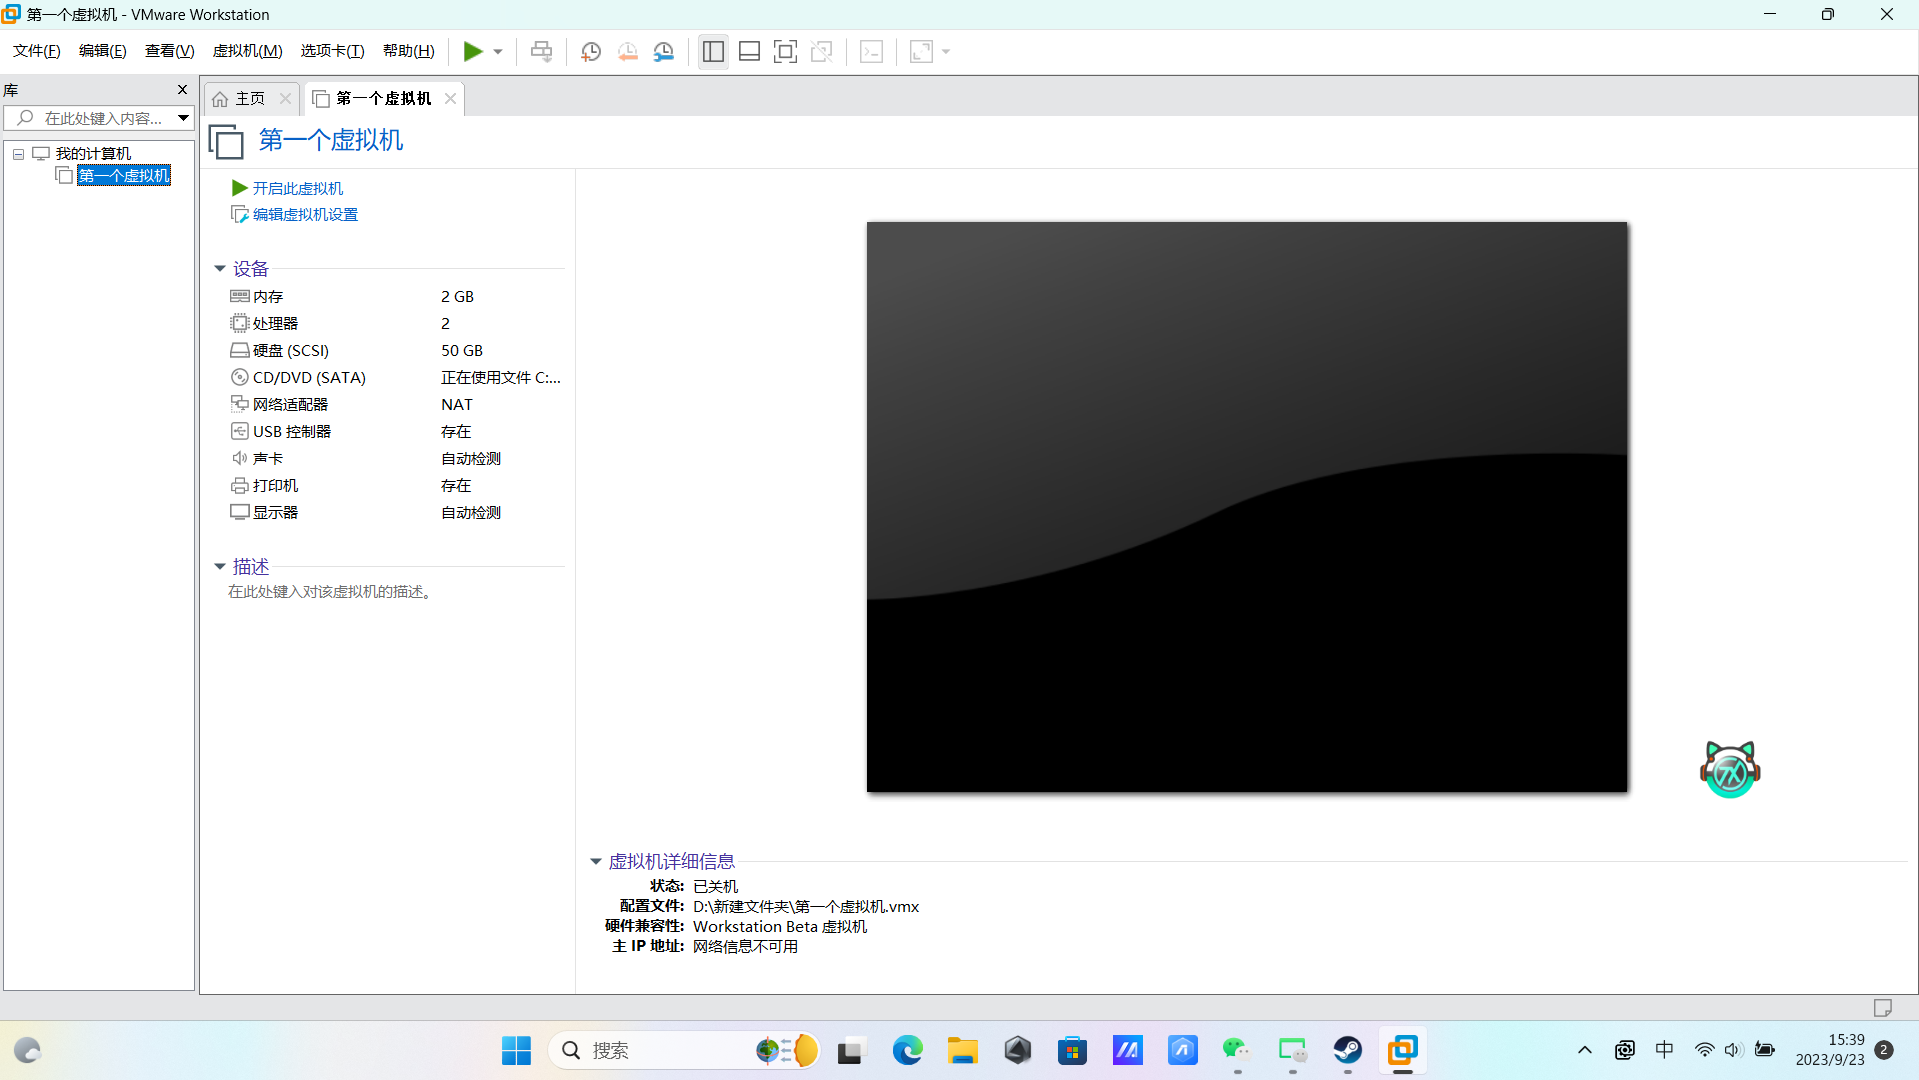 第一个虚拟机 - VMware Workstation
文件(F) 编辑(E) 查看(V) 虚拟机(M) 选项卡(T) 帮助(H)
库
在此处键入内容...
我的计算机
第一个虚拟机
主页
第一个虚拟机
第一个虚拟机
开启此虚拟机
编辑虚拟机设置
设备
内存 2 GB
处理器 2
硬盘 (SCSI) 50 GB
CD/DVD (SATA) 正在使用文件 C:...
网络适配器 NAT
USB 控制器 存在
声卡 自动检测
打印机 存在
显示器 自动检测
描述
在此处键入对该虚拟机的描述。
虚拟机详细信息
状态: 已关机
配置文件: D:\新建文件夹\第一个虚拟机.vmx
硬件兼容性: Workstation Beta 虚拟机
主 IP 地址: 网络信息不可用
搜索
中
15:39
2023/9/23
2